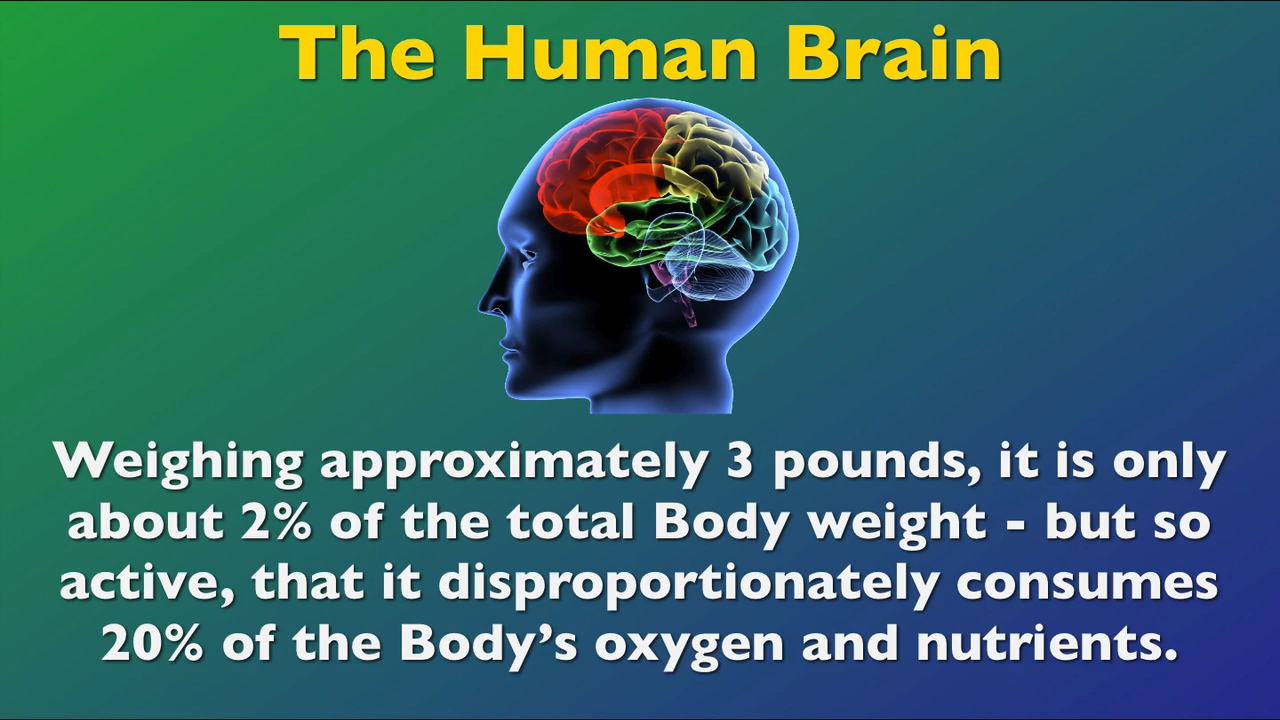 The Human Brain
Weighing approximately 3 pounds, it is only
about 2% of the total Body weight - but so
active, that it disproportionately consumes
20% of the Body’s oxygen and nutrients.